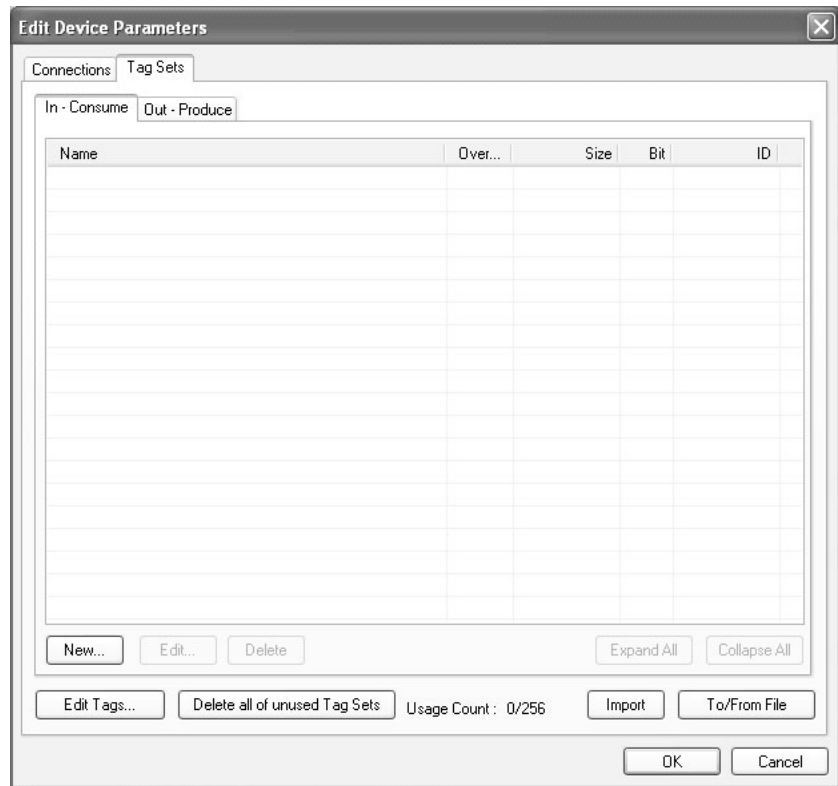 Edit Device Parameters
Connections Tag Sets
In - Consume Out - Produce
Name Over... Size Bit ID
New... Edit... Delete Expand All Collapse All
Edit Tags... Delete all of unused Tag Sets Usage Count : 0/256 Import To/From File
OK Cancel